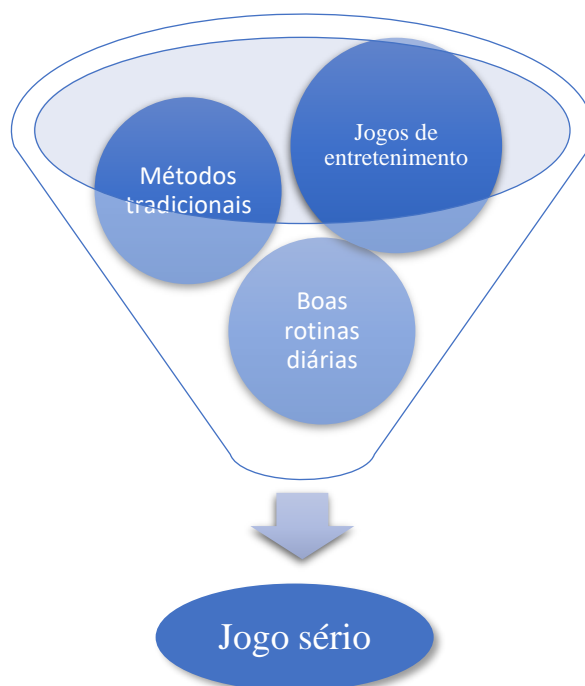 Jogos de
entretenimento
Métodos
tradicionais
Boas
rotinas
diárias
Jogo sério